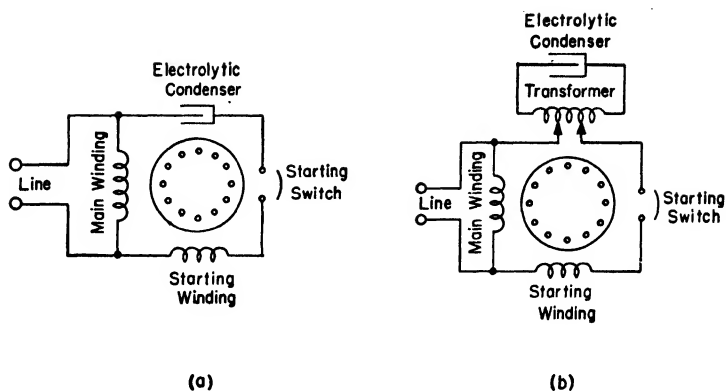 Electrolytic
Condenser
Line
Main Winding
Starting
Switch
Starting
Winding
(a)
Electrolytic
Condenser
Transformer
Line
Main Winding
Starting
Switch
Starting
Winding
(b)